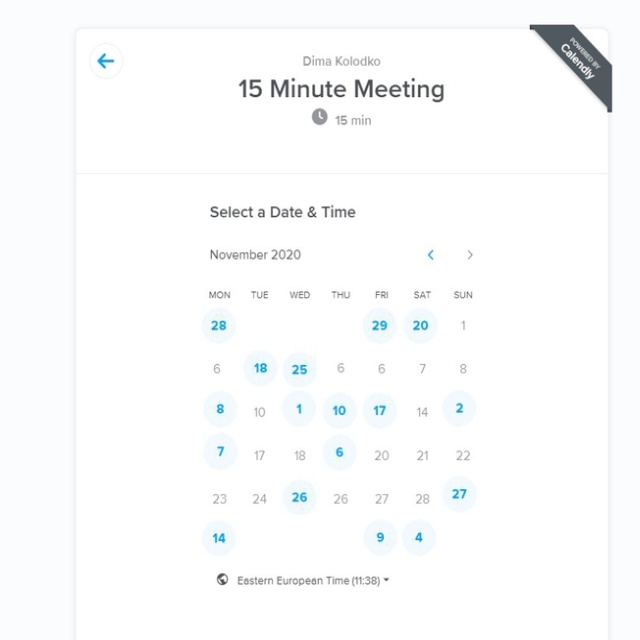 POWERED BY
Calendly
Dima Kolodko
15 Minute Meeting
15 min
Select a Date & Time
November 2020
MON TUE WED THU FRI SAT SUN
28 29 20 1
6 18 25 6 6 7 8
8 10 1 10 17 14 2
7 17 18 6 20 21 22
23 24 26 26 27 28 27
14 9 4
Eastern European Time (11:38)